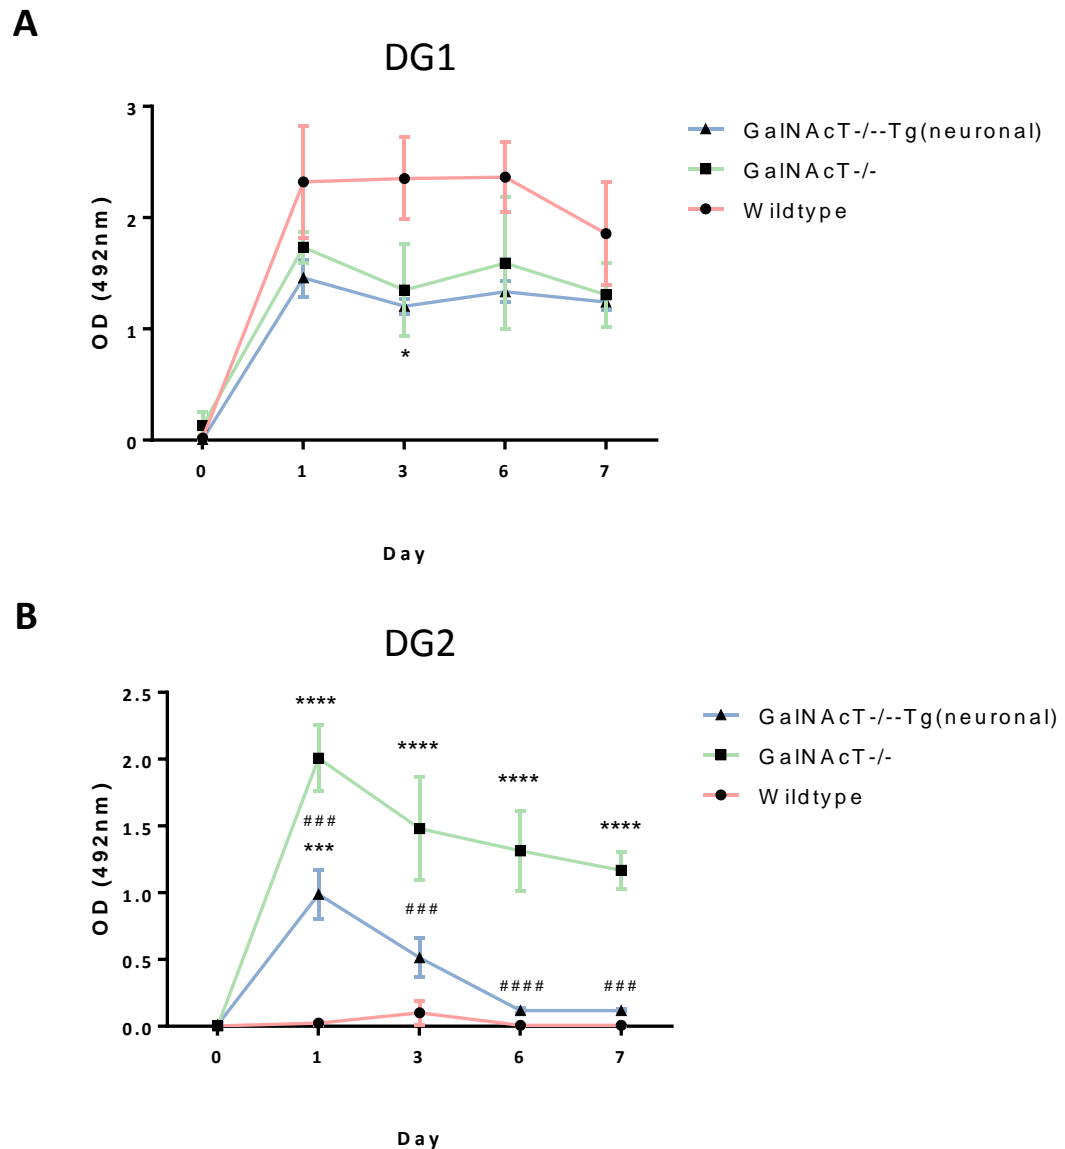 A
DG1
3
2
1
0
OD (492nm)
0 1 3 6 7
Day
*
GalNAcT-/--Tg(neuronal)
GalNAcT-/-
Wildtype
B
DG2
2.5
2.0
1.5
1.0
0.5
0.0
OD (492nm)
0 1 3 6 7
Day
****
****
****
****
###
***
###
####
###
GalNAcT-/--Tg(neuronal)
GalNAcT-/-
Wildtype